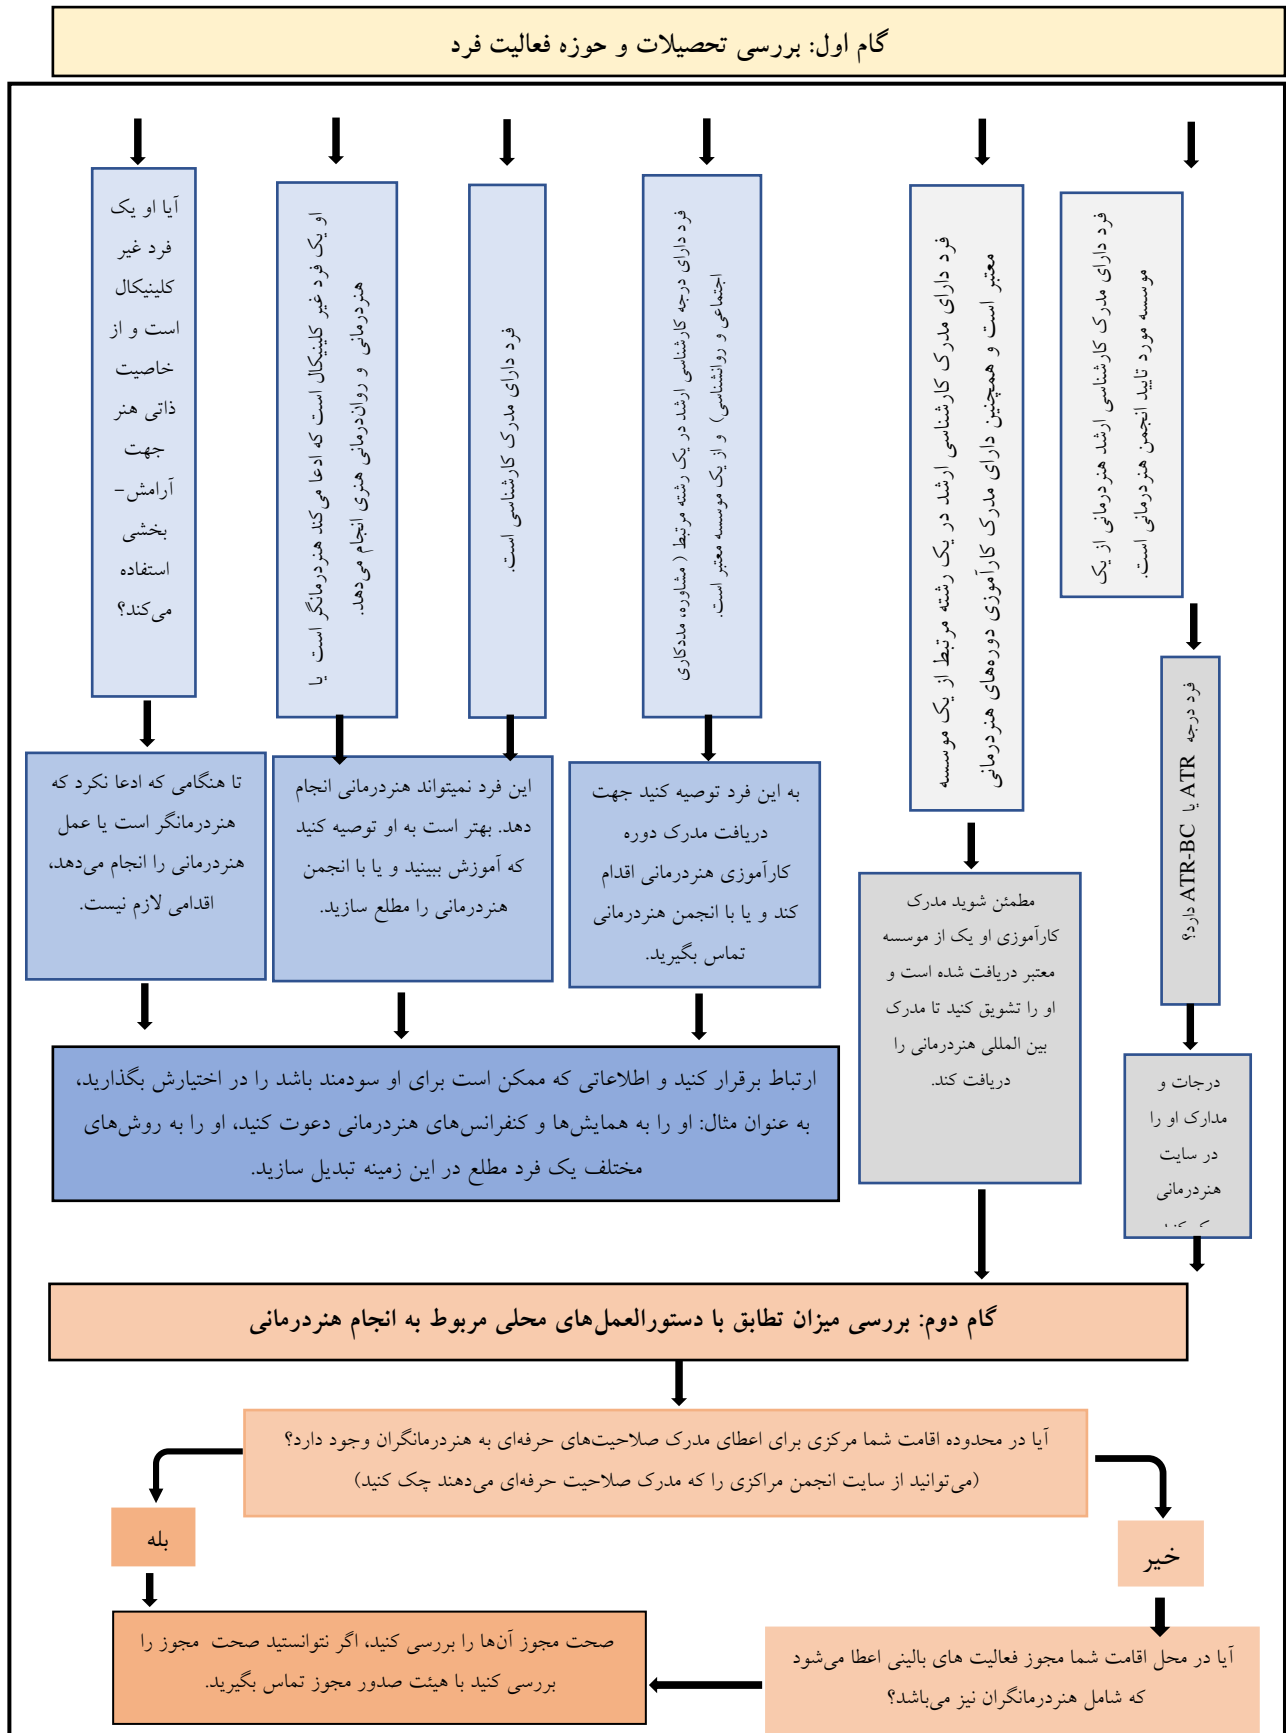 گام اول: بررسی تحصیلات و حوزه فعالیت فرد
فرد دارای مدرک کارشناسی ارشد هنردرمانی از یک
موسسه مورد تایید انجمن هنردرمانی است.
فرد دارای مدرک کارشناسی ارشد در یک رشته مرتبط از یک موسسه
معتبر است و همچنین دارای مدرک کارآموزی دوره‌های هنردرمانی
فرد دارای درجه کارشناسی ارشد در یک رشته مرتبط ( مشاوره، مددکاری
اجتماعی و روانشناسی) و از یک موسسه معتبر است.
فرد دارای مدرک کارشناسی است.
او یک فرد غیر کلینیکال است که ادعا می‌کند هنردرمانگر است یا
هنردرمانی و روان‌درمانی هنری انجام می‌دهد.
آیا او یک
فرد غیر
کلینیکال
است و از
خاصیت
ذاتی هنر
جهت
آرامش-
بخشی
استفاده
می‌کند؟
فرد درجه ATR یا ATR-BC دارد؟
درجات و
مدارک او را
در سایت
هنردرمانی
مطمئن شوید مدرک
کارآموزی او یک از موسسه
معتبر دریافت شده است و
او را تشویق کنید تا مدرک
بین المللی هنردرمانی را
دریافت کند.
به این فرد توصیه کنید جهت
دریافت مدرک دوره
کارآموزی هنردرمانی اقدام
کند و یا با انجمن هنردرمانی
تماس بگیرید.
این فرد نمیتواند هنردرمانی انجام
دهد. بهتر است به او توصیه کنید
که آموزش ببینید و یا با انجمن
هنردرمانی را مطلع سازید.
تا هنگامی که ادعا نکرد که
هنردرمانگر است یا عمل
هنردرمانی را انجام می‌دهد،
اقدامی لازم نیست.
ارتباط برقرار کنید و اطلاعاتی که ممکن است برای او سودمند باشد را در اختیارش بگذارید،
به عنوان مثال: او را به همایش‌ها و کنفرانس‌های هنردرمانی دعوت کنید، او را به روش‌های
مختلف یک فرد مطلع در این زمینه تبدیل سازید.
گام دوم: بررسی میزان تطابق با دستورالعمل‌های محلی مربوط به انجام هنردرمانی
آیا در محدوده اقامت شما مرکزی برای اعطای مدرک صلاحیت‌های حرفه‌ای به هنردرمانگران وجود دارد؟
(می‌توانید از سایت انجمن مراکزی را که مدرک صلاحیت حرفه‌ای می‌دهند چک کنید)
خیر
بله
آیا در محل اقامت شما مجوز فعالیت های بالینی اعطا می‌شود
که شامل هنردرمانگران نیز می‌باشد؟
صحت مجوز آن‌ها را بررسی کنید، اگر نتوانستید صحت مجوز را
بررسی کنید با هیئت صدور مجوز تماس بگیرید.